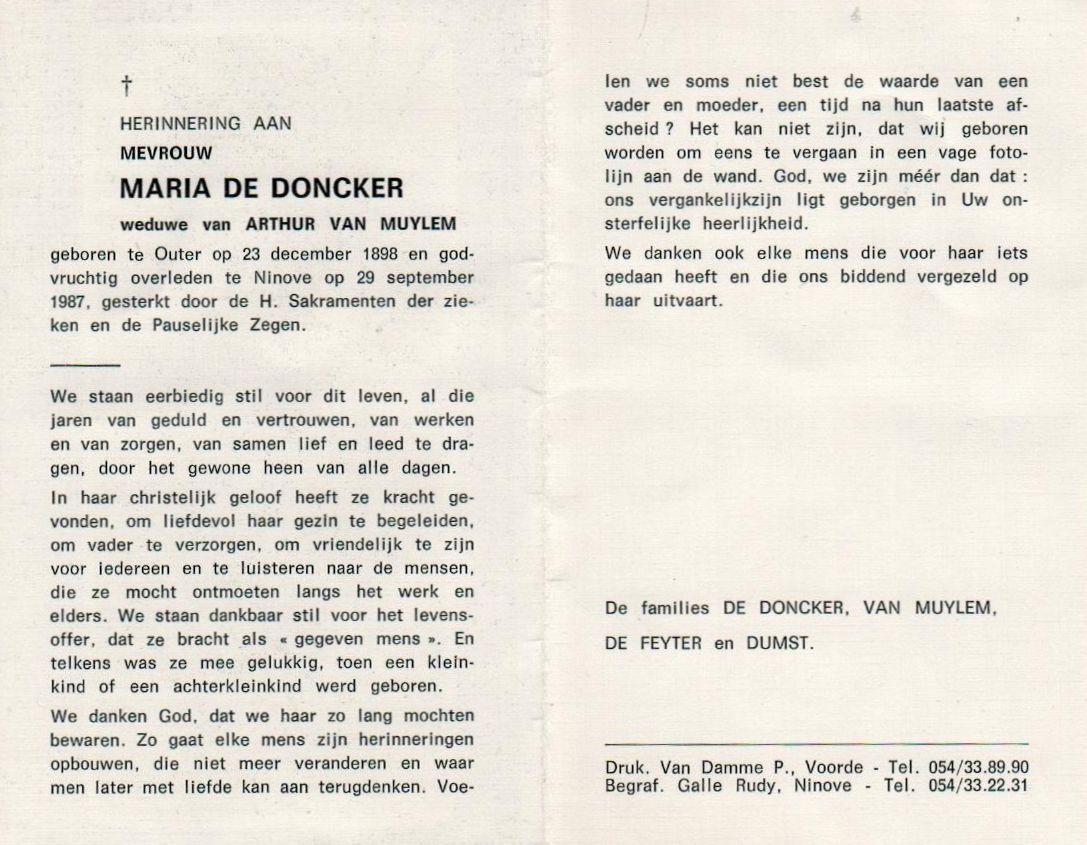 †
HERINNERING AAN
MEVROUW
MARIA DE DONCKER
weduwe van ARTHUR VAN MUYLEM
geboren te Outer op 23 december 1898 en god-
vruchtig overleden te Ninove op 29 september
1987, gesterkt door de H. Sakramenten der zie-
ken en de Pauselijke Zegen.
We staan eerbiedig stil voor dit leven, al die
jaren van geduld en vertrouwen, van werken
en van zorgen, van samen lief en leed te dra-
gen, door het gewone heen van alle dagen.
In haar christelijk geloof heeft ze kracht ge-
vonden, om liefdevol haar gezin te begeleiden,
om vader te verzorgen, om vriendelijk te zijn
voor iedereen en te luisteren naar de mensen,
die ze mocht ontmoeten langs het werk en
elders. We staan dankbaar stil voor het levens-
offer, dat ze bracht als « gegeven mens ». En
telkens was ze mee gelukkig, toen een klein-
kind of een achterkleinkind werd geboren.
We danken God, dat we haar zo lang mochten
bewaren. Zo gaat elke mens zijn herinneringen
opbouwen, die niet meer veranderen en waar
men later met liefde kan aan terugdenken. Voe-
len we soms niet best de waarde van een
vader en moeder, een tijd na hun laatste af-
scheid ? Het kan niet zijn, dat wij geboren
worden om eens te vergaan in een vage foto-
lijn aan de wand. God, we zijn méér dan dat :
ons vergankelijkzijn ligt geborgen in Uw on-
sterfelijke heerlijkheid.
We danken ook elke mens die voor haar iets
gedaan heeft en die ons biddend vergezeld op
haar uitvaart.
De families DE DONCKER, VAN MUYLEM,
DE FEYTER en DUMST.
Druk. Van Damme P., Voorde - Tel. 054/33.89.90
Begraf. Galle Rudy, Ninove - Tel. 054/33.22.31